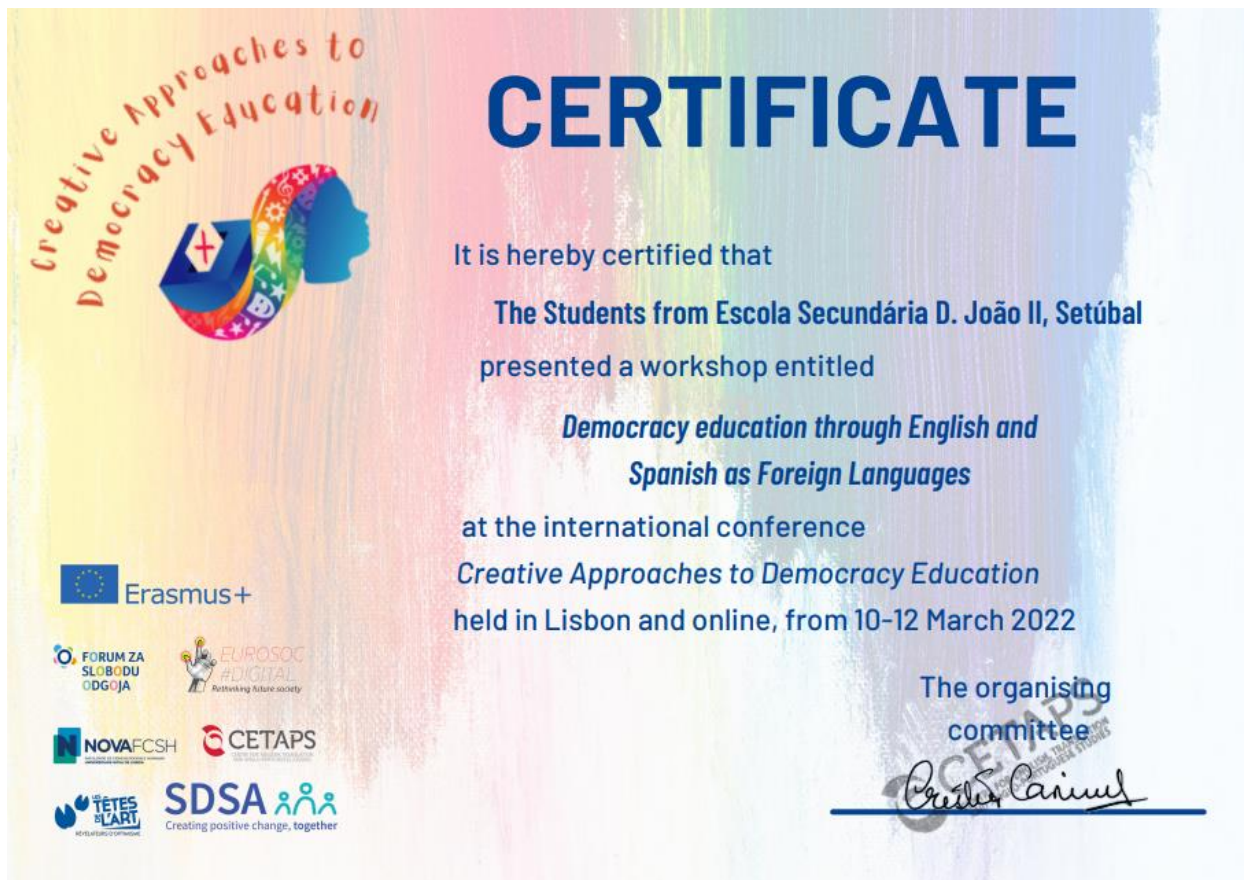 Creative Approaches to
Democracy Education
CERTIFICATE
It is hereby certified that
The Students from Escola Secundária D. João II, Setúbal
presented a workshop entitled
Democracy education through English and
Spanish as Foreign Languages
at the international conference
Creative Approaches to Democracy Education
held in Lisbon and online, from 10-12 March 2022
The organising
committee
CETAPS
Erasmus+
FORUM ZA
SLOBODU
ODGOJA
EUROSOC
#DIGITAL
Rethinking future society
NOVAFCSH
CETAPS
LES
TÊTES
DE L'ART
RÉVÉLATEURS D'OPTIMISME
SDSA
Creating positive change, together